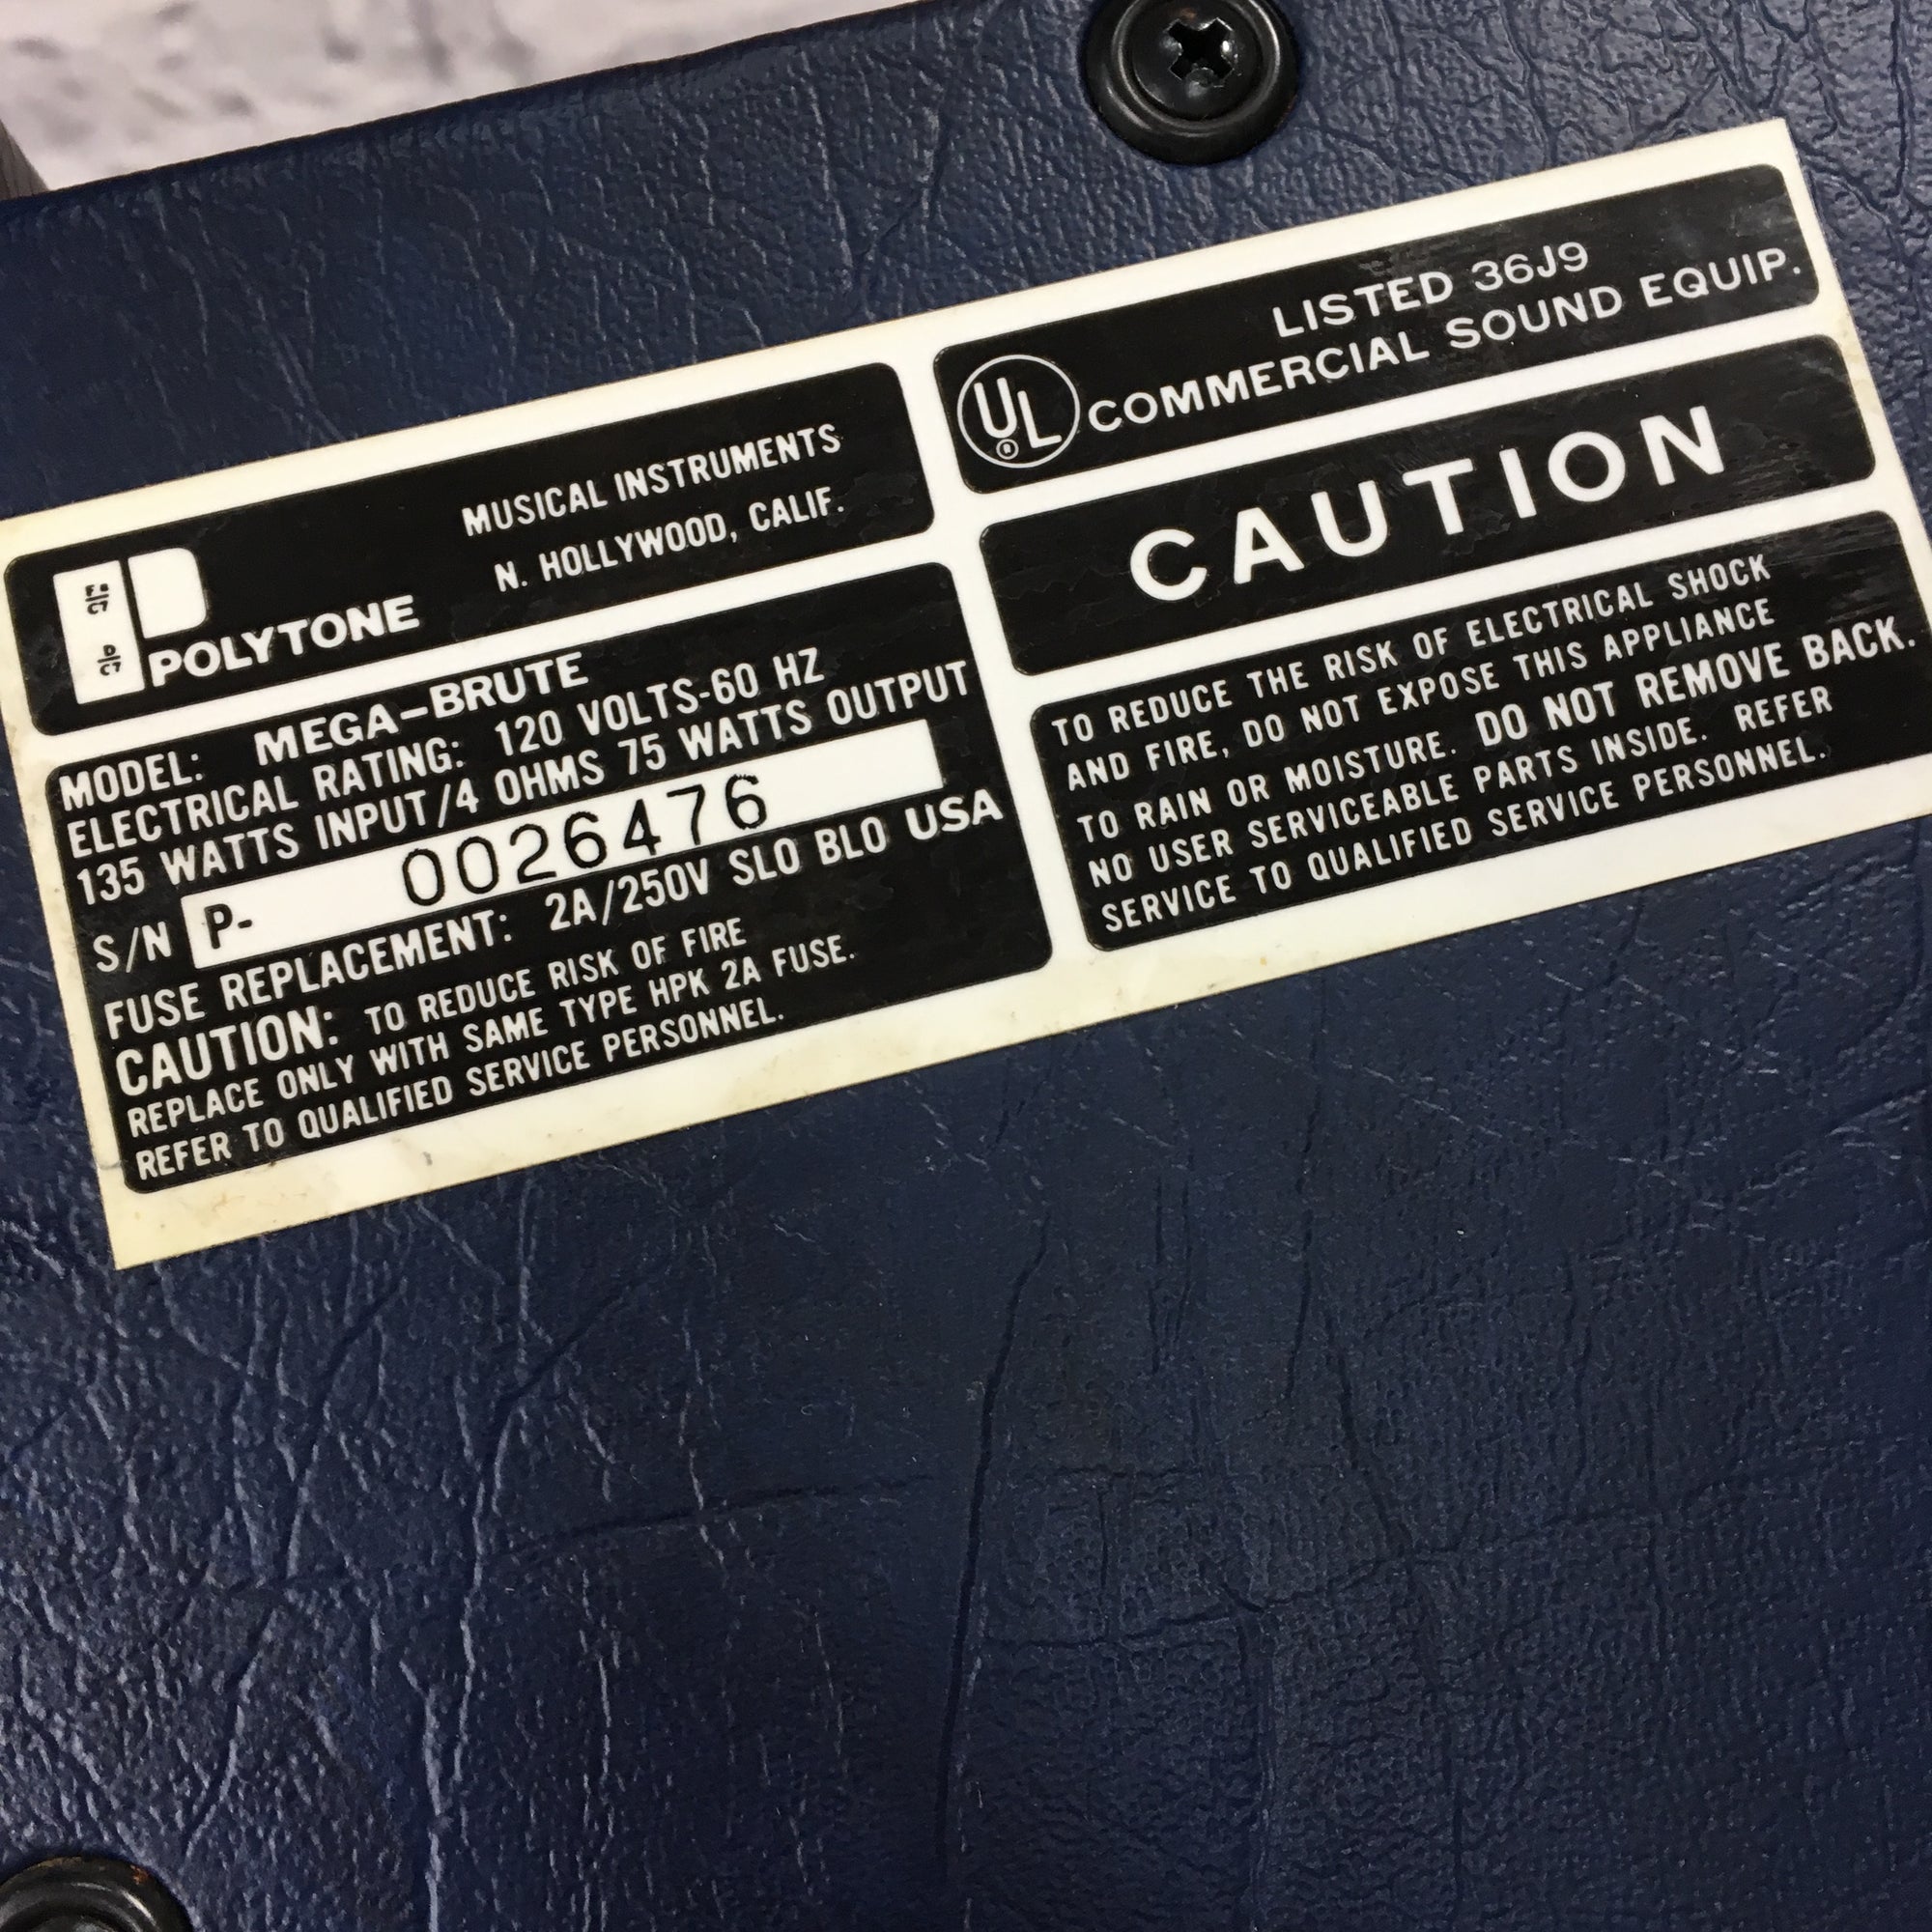 POLYTONE
MUSICAL INSTRUMENTS
N. HOLLYWOOD, CALIF.
MODEL: MEGA-BRUTE
ELECTRICAL RATING: 120 VOLTS-60 HZ
135 WATTS INPUT/4 OHMS 75 WATTS OUTPUT
S/N P- 0026476
FUSE REPLACEMENT: 2A/250V SLO BLO USA
CAUTION: TO REDUCE RISK OF FIRE
REPLACE ONLY WITH SAME TYPE HPK 2A FUSE.
REFER TO QUALIFIED SERVICE PERSONNEL.
UL®
LISTED 36J9
COMMERCIAL SOUND EQUIP.
CAUTION
TO REDUCE THE RISK OF ELECTRICAL SHOCK
AND FIRE, DO NOT EXPOSE THIS APPLIANCE
TO RAIN OR MOISTURE. DO NOT REMOVE BACK.
NO USER SERVICEABLE PARTS INSIDE. REFER
SERVICE TO QUALIFIED SERVICE PERSONNEL.